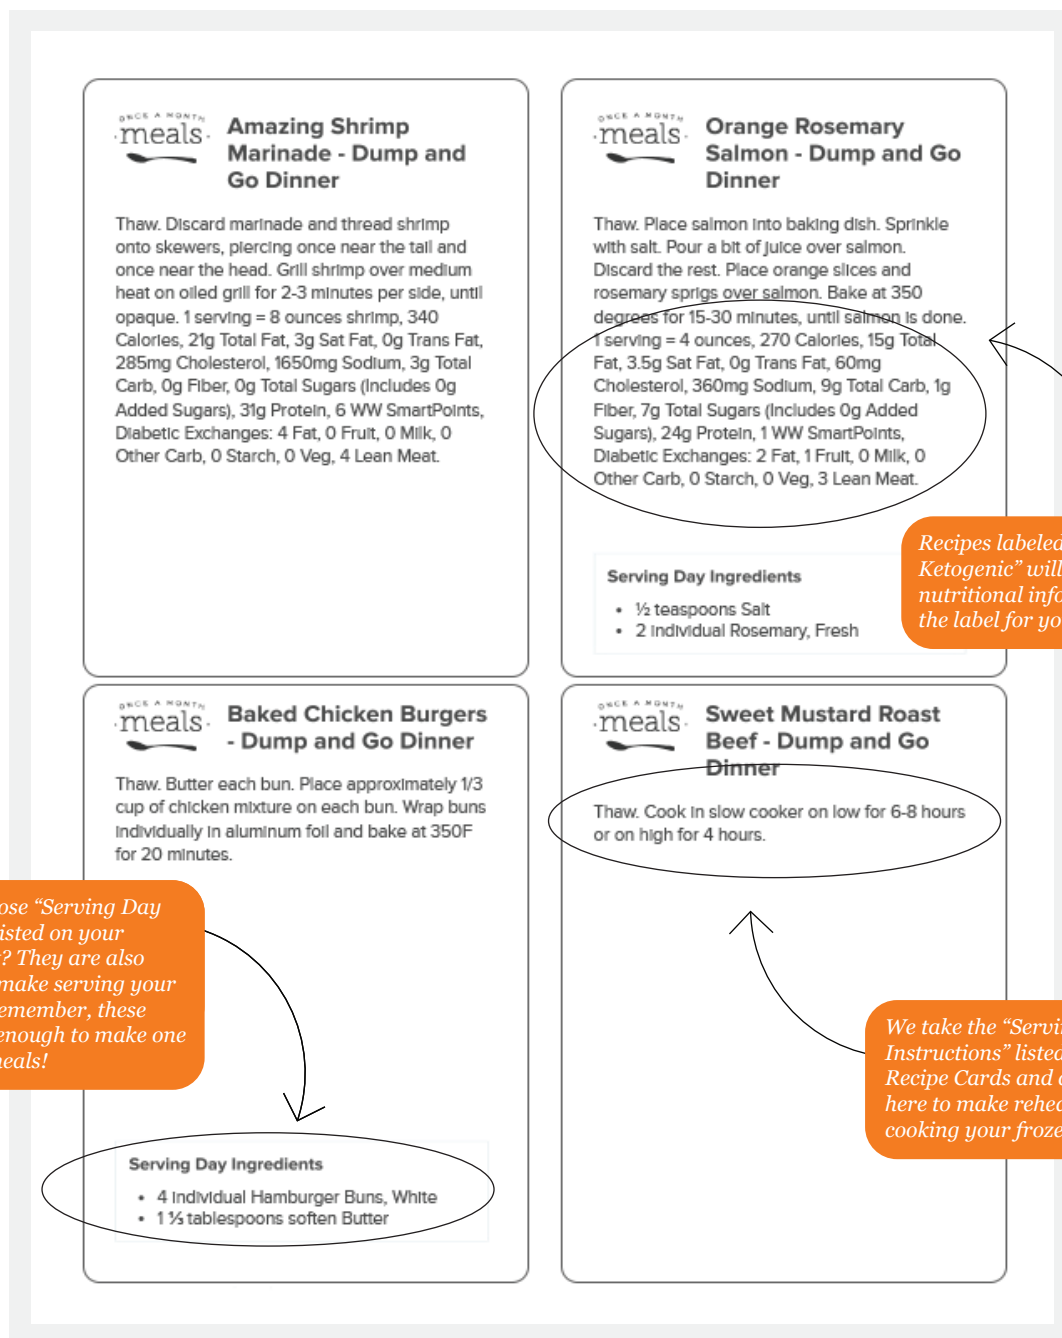 ONCE A MONTH
meals
Amazing Shrimp
Marinade - Dump and
Go Dinner
Thaw. Discard marinade and thread shrimp
onto skewers, piercing once near the tail and
once near the head. Grill shrimp over medium
heat on oiled grill for 2-3 minutes per side, until
opaque. 1 serving = 8 ounces shrimp, 340
Calories, 21g Total Fat, 3g Sat Fat, 0g Trans Fat,
285mg Cholesterol, 1650mg Sodium, 3g Total
Carb, 0g Fiber, 0g Total Sugars (Includes 0g
Added Sugars), 31g Protein, 6 WW SmartPoints,
Diabetic Exchanges: 4 Fat, 0 Fruit, 0 Milk, 0
Other Carb, 0 Starch, 0 Veg, 4 Lean Meat.
ONCE A MONTH
meals
Orange Rosemary
Salmon - Dump and Go
Dinner
Thaw. Place salmon into baking dish. Sprinkle
with salt. Pour a bit of juice over salmon.
Discard the rest. Place orange slices and
rosemary sprigs over salmon. Bake at 350
degrees for 15-30 minutes, until salmon is done.
1 serving = 4 ounces, 270 Calories, 15g Total
Fat, 3.5g Sat Fat, 0g Trans Fat, 60mg
Cholesterol, 360mg Sodium, 9g Total Carb, 1g
Fiber, 7g Total Sugars (Includes 0g Added
Sugars), 24g Protein, 1 WW SmartPoints,
Diabetic Exchanges: 2 Fat, 1 Fruit, 0 Milk, 0
Other Carb, 0 Starch, 0 Veg, 3 Lean Meat.
Serving Day Ingredients
• ½ teaspoons Salt
• 2 individual Rosemary, Fresh
Recipes labeled
Ketogenic” will
nutritional info
the label for yo
ONCE A MONTH
meals
Baked Chicken Burgers
- Dump and Go Dinner
Thaw. Butter each bun. Place approximately 1/3
cup of chicken mixture on each bun. Wrap buns
individually in aluminum foil and bake at 350F
for 20 minutes.
ose “Serving Day
isted on your
? They are also
make serving your
emember, these
enough to make one
eals!
Serving Day Ingredients
• 4 individual Hamburger Buns, White
• 1 ⅓ tablespoons soften Butter
ONCE A MONTH
meals
Sweet Mustard Roast
Beef - Dump and Go
Dinner
Thaw. Cook in slow cooker on low for 6-8 hours
or on high for 4 hours.
We take the “Servi
Instructions” listed
Recipe Cards and
here to make rehea
cooking your froze